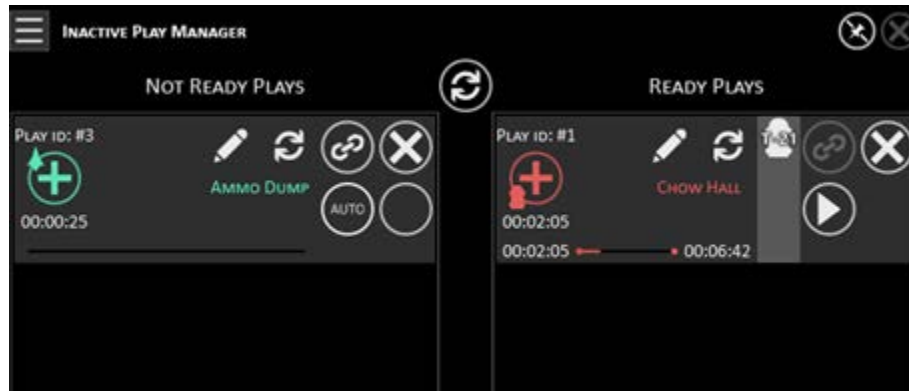 Inactive Play Manager
Not Ready Plays
Ready Plays
Play id: #3
Ammo Dump
AUTO
00:00:25
Play id: #1
T-21
Chow Hall
00:02:05
00:02:05
00:06:42